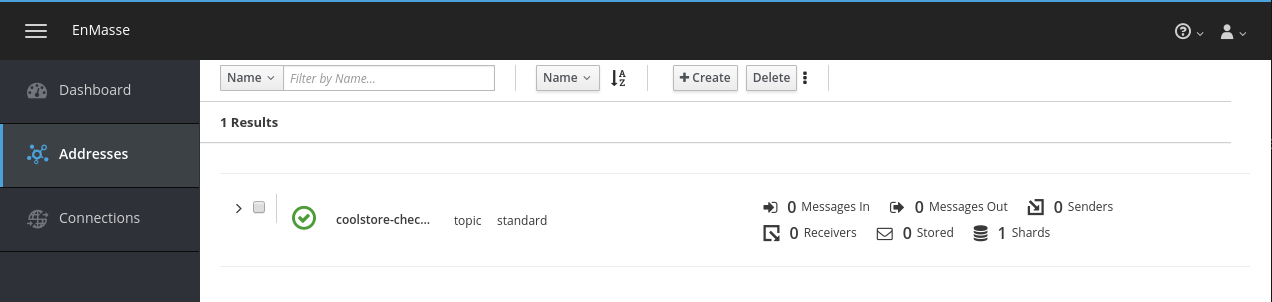 EnMasse
Dashboard
Addresses
Connections
Name Filter by Name... Name A Z Create Delete
1 Results
coolstore-chec... topic standard
0 Messages In 0 Messages Out 0 Senders
0 Receivers 0 Stored 1 Shards